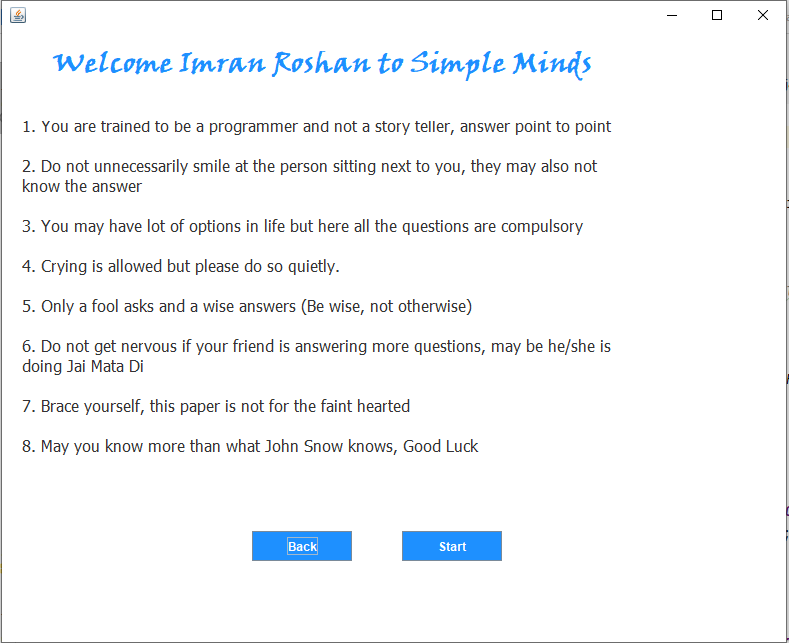 Welcome Imran Roshan to Simple Minds
1. You are trained to be a programmer and not a story teller, answer point to point
2. Do not unnecessarily smile at the person sitting next to you, they may also not
know the answer
3. You may have lot of options in life but here all the questions are compulsory
4. Crying is allowed but please do so quietly.
5. Only a fool asks and a wise answers (Be wise, not otherwise)
6. Do not get nervous if your friend is answering more questions, may be he/she is
doing Jai Mata Di
7. Brace yourself, this paper is not for the faint hearted
8. May you know more than what John Snow knows, Good Luck
Back Start